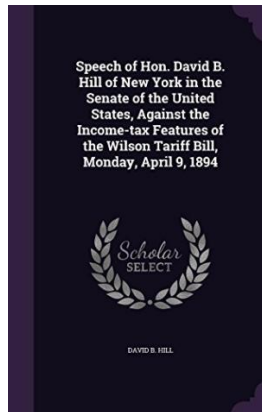 Speech of Hon. David B.
Hill of New York in the
Senate of the United
States, Against the
Income-tax Features of
the Wilson Tariff Bill,
Monday, April 9, 1894
Scholar
SELECT
DAVID B. HILL